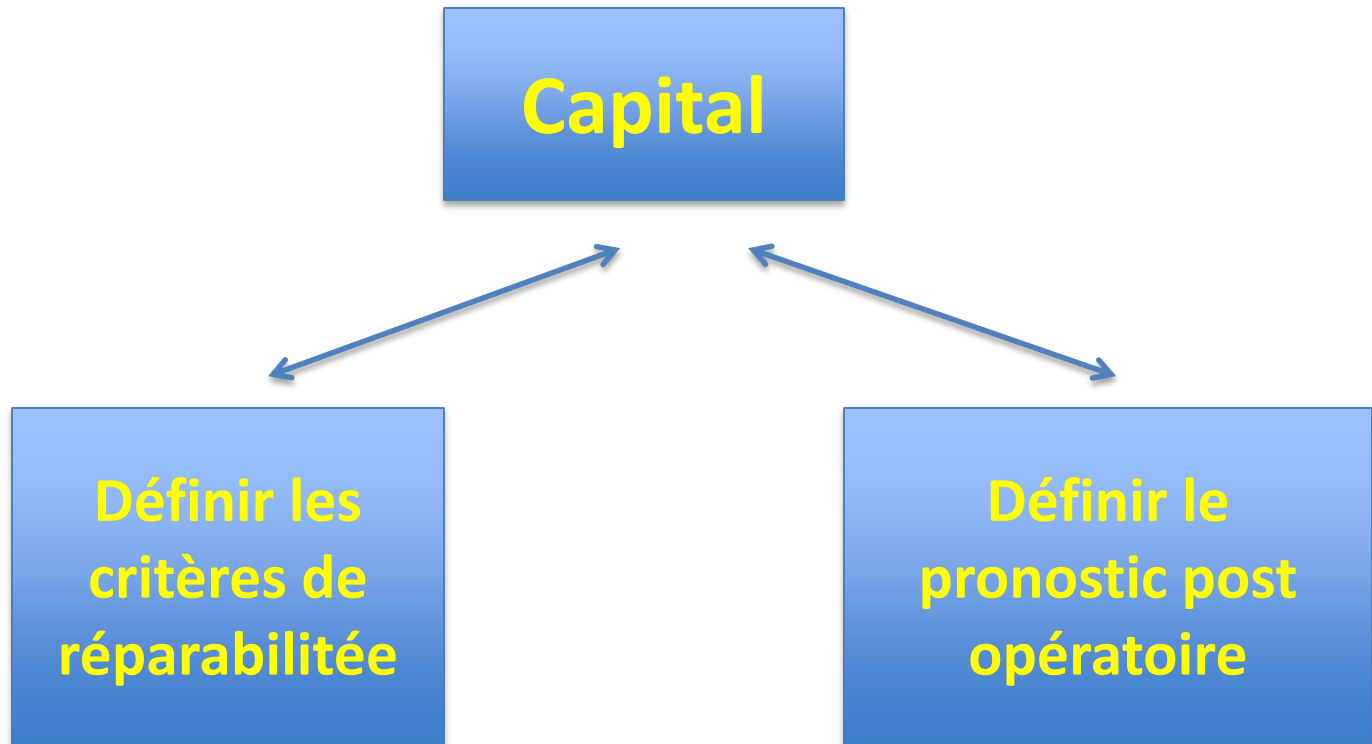 Capital
Définir les
critères de
réparabilitée
Définir le
pronostic post
opératoire